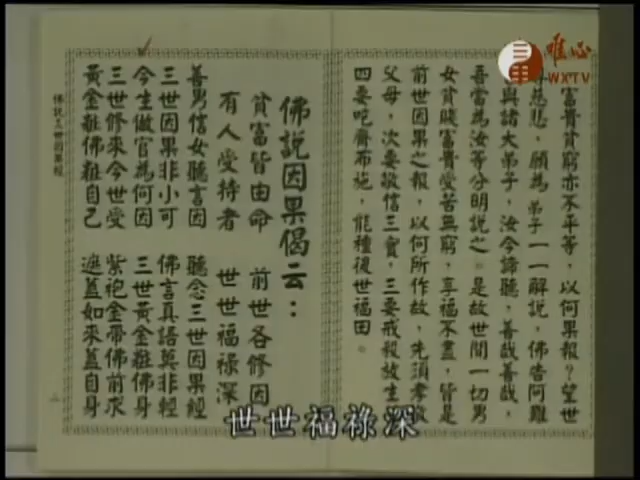 富貴貧窮亦不平等，以何果報？望世
慈悲，願為弟子一一解說，佛告阿難
與諸大弟子，汝今諦聽，善哉善哉，
吾當為汝等分明說之。是故世間一切男
女貧賤富貴受苦無窮，享福不盡，皆是
前世因果之報，以何所作故，先須孝敬
父母，次要敬信三寶，三要戒殺放生，
四要吃齋布施，能種後世福田。
佛說因果偈云：
貧富皆由命　前世各修因
有人受持者　世世福祿深
善男信女聽言因　聽念三世因果經
三世因果非小可　佛言真語莫非輕
今生做官為何因　三世黃金粧佛身
三世修來今世受　紫袍金帶佛前求
黃金粧佛粧自己　遮蓋如來蓋自身
佛說三世因果經
唯心
WXTV
世世福祿深